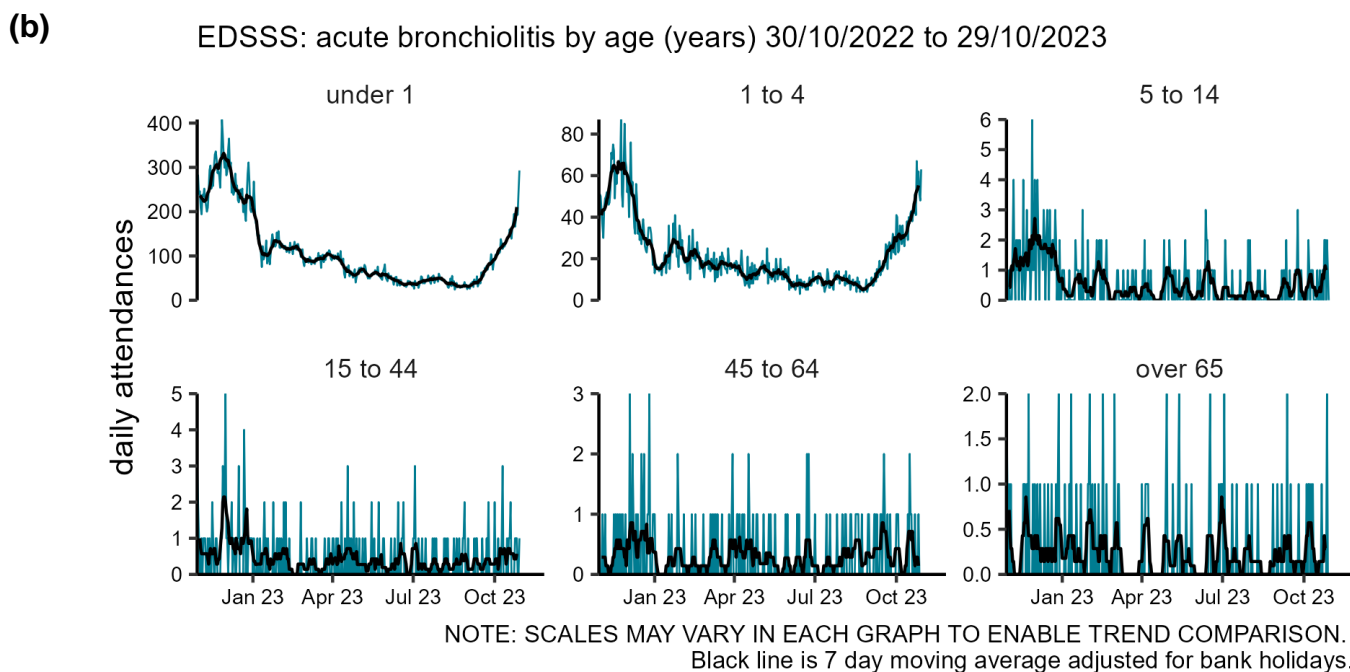 (b)
EDSSS: acute bronchiolitis by age (years) 30/10/2022 to 29/10/2023
under 1
1 to 4
5 to 14
400
300
200
100
0
80
60
40
20
0
6
5
4
3
2
1
0
daily attendances
15 to 44
45 to 64
over 65
5
4
3
2
1
0
3
2
1
0
2.0
1.5
1.0
0.5
0.0
Jan 23 Apr 23 Jul 23 Oct 23
Jan 23 Apr 23 Jul 23 Oct 23
Jan 23 Apr 23 Jul 23 Oct 23
NOTE: SCALES MAY VARY IN EACH GRAPH TO ENABLE TREND COMPARISON.
Black line is 7 day moving average adjusted for bank holidays.